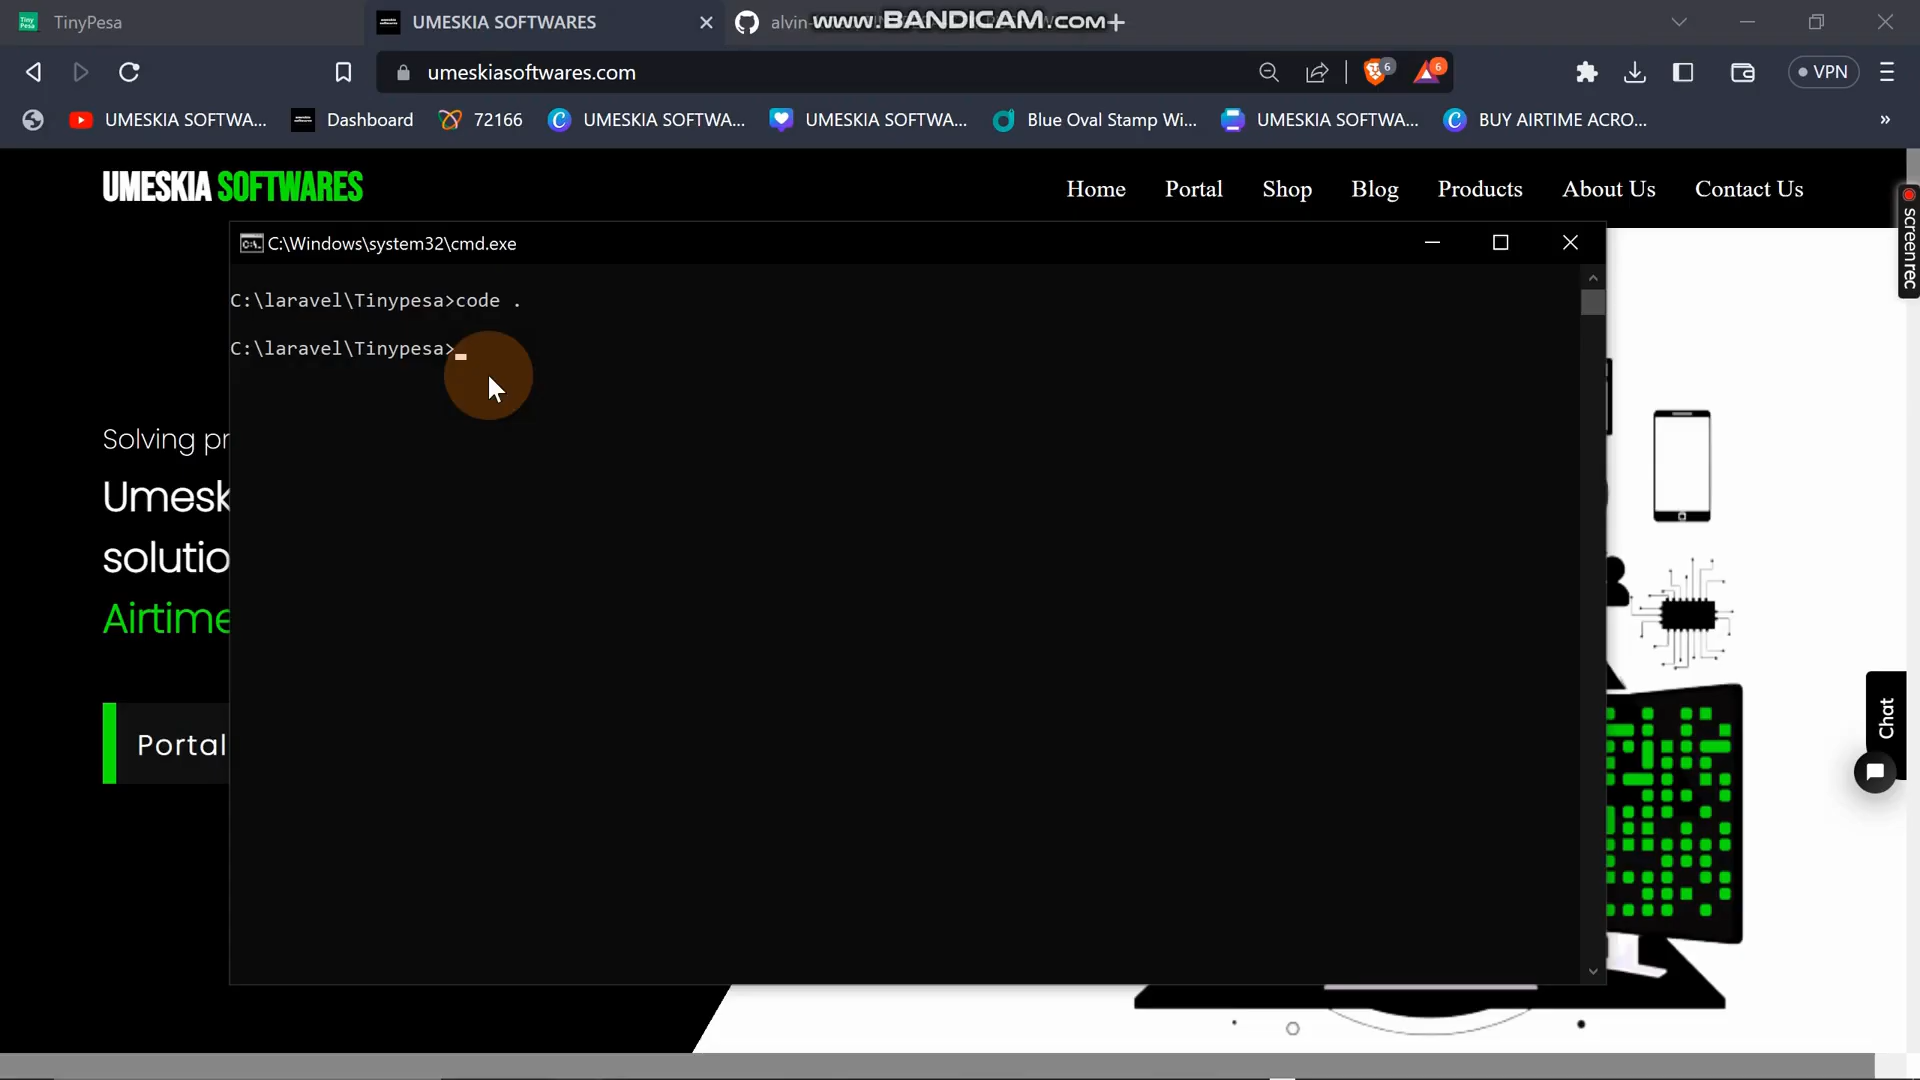 TinyPesa
UMESKIA SOFTWARES
alvin-
www.BANDICAM.com
umeskiasoftwares.com
6
6
VPN
UMESKIA SOFTWA...
Dashboard
72166
UMESKIA SOFTWA...
UMESKIA SOFTWA...
Blue Oval Stamp Wi...
UMESKIA SOFTWA...
BUY AIRTIME ACRO...
UMESKIA SOFTWARES
Home
Portal
Shop
Blog
Products
About Us
Contact Us
screenrec
C:\Windows\system32\cmd.exe
C:\laravel\Tinypesa>code .
C:\laravel\Tinypesa>
Solving pr
Umesk
solutio
Airtime
Portal
Chat